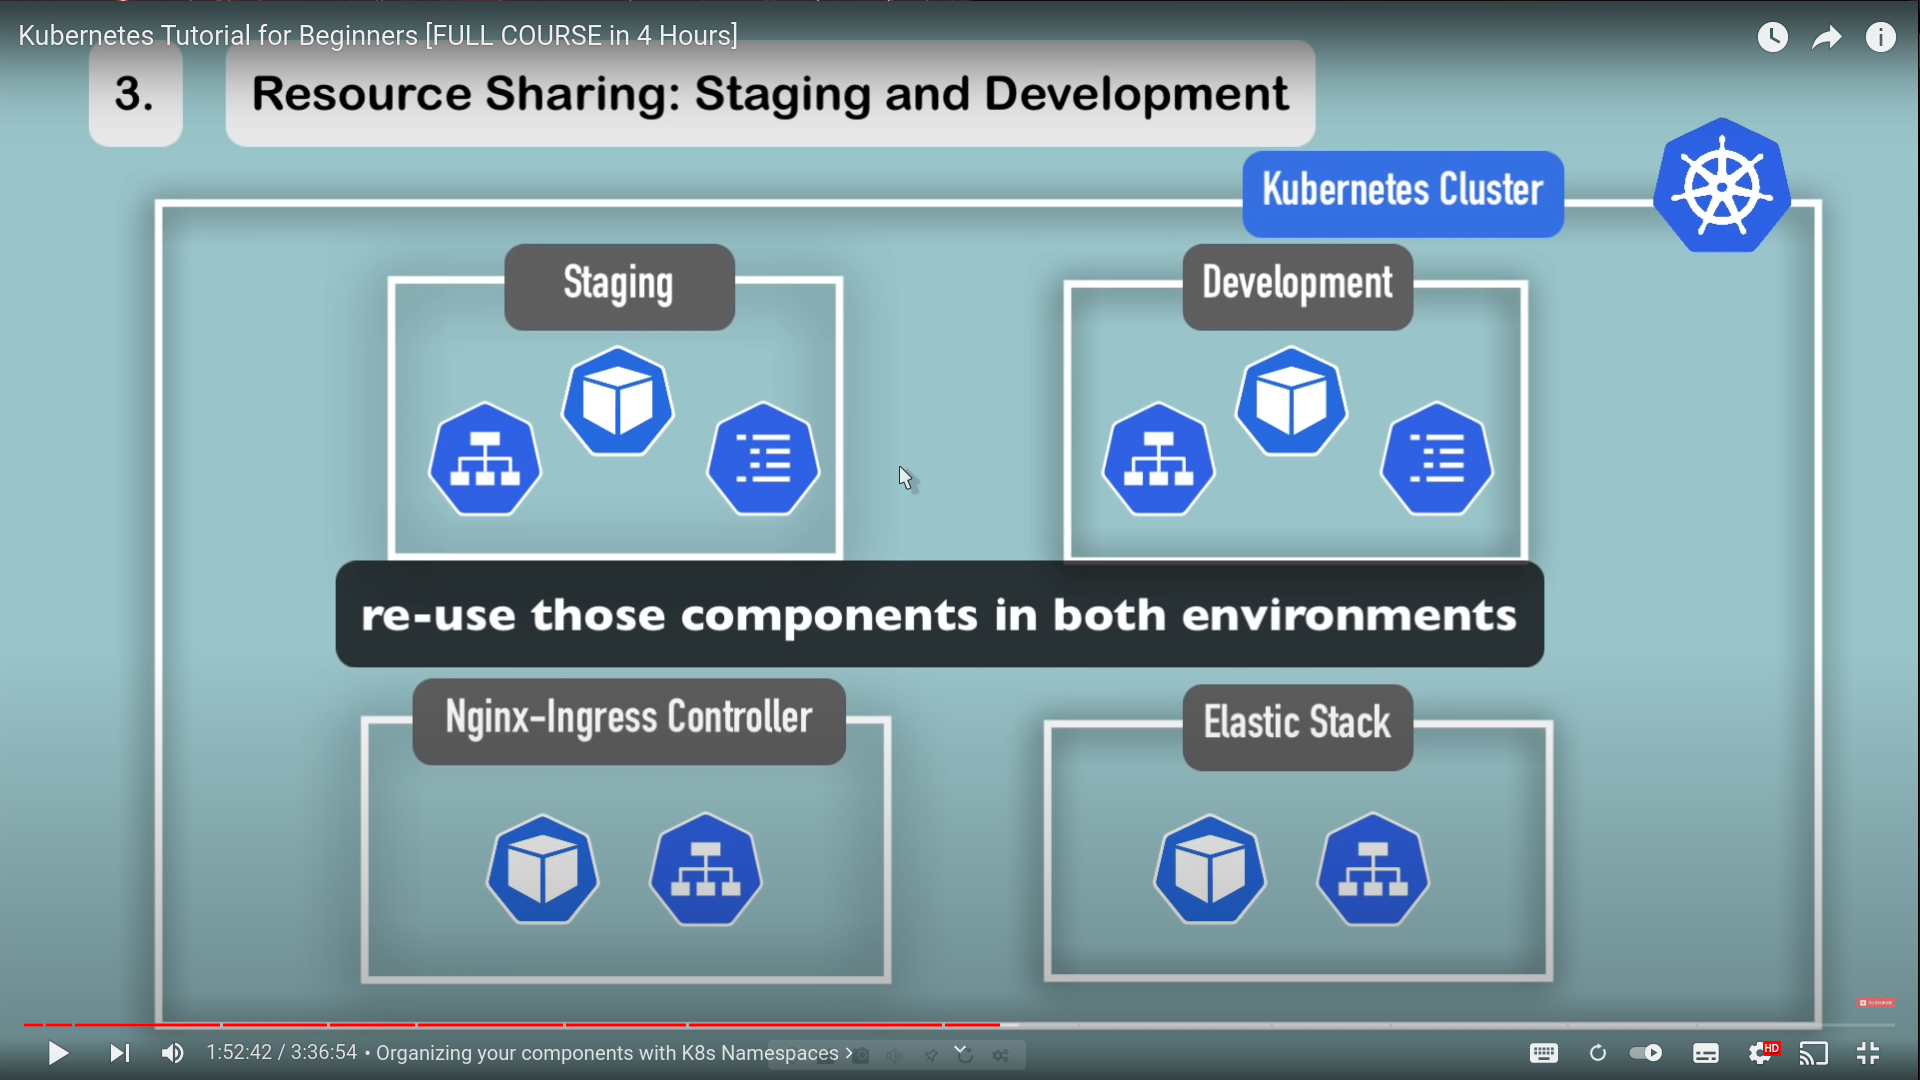 Kubernetes Tutorial for Beginners [FULL COURSE in 4 Hours]
3.
Resource Sharing: Staging and Development
Kubernetes Cluster
Staging
Development
re-use those components in both environments
Nginx-Ingress Controller
Elastic Stack
SUBSCRIBE
1:52:42 / 3:36:54 • Organizing your components with K8s Namespaces
HD